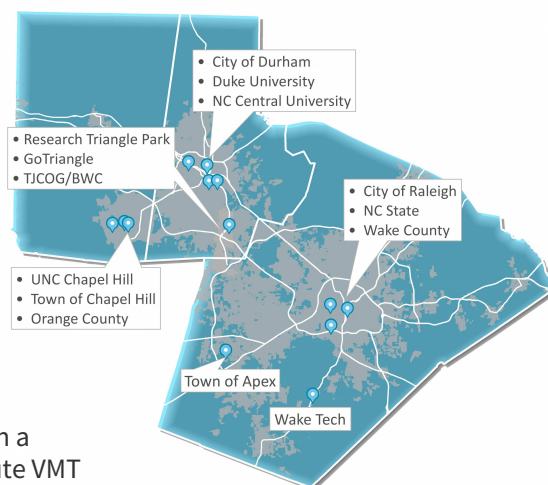 • City of Durham
• Duke University
• NC Central University
• Research Triangle Park
• GoTriangle
• TJCOG/BWC
• City of Raleigh
• NC State
• Wake County
• UNC Chapel Hill
• Town of Chapel Hill
• Orange County
Town of Apex
Wake Tech
a
VMT